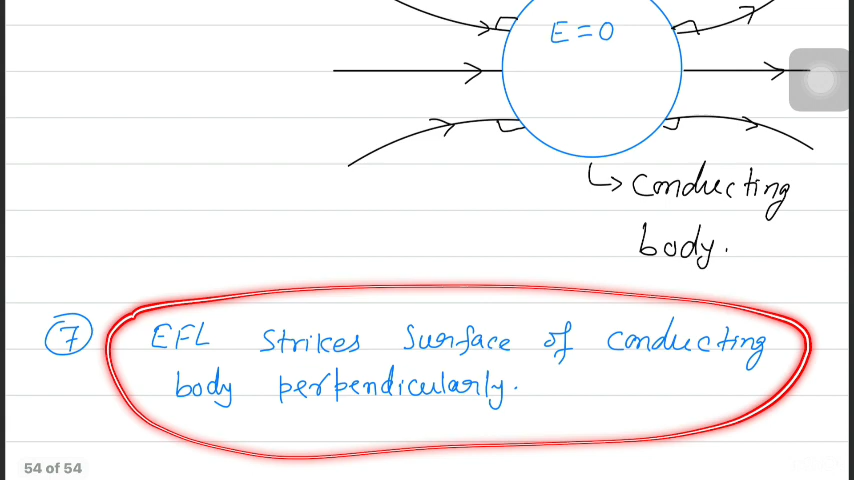 E=0
↳ Conducting
body.
⑦ EFL Strikes Surface of conducting
body perpendicularly.
54 of 54